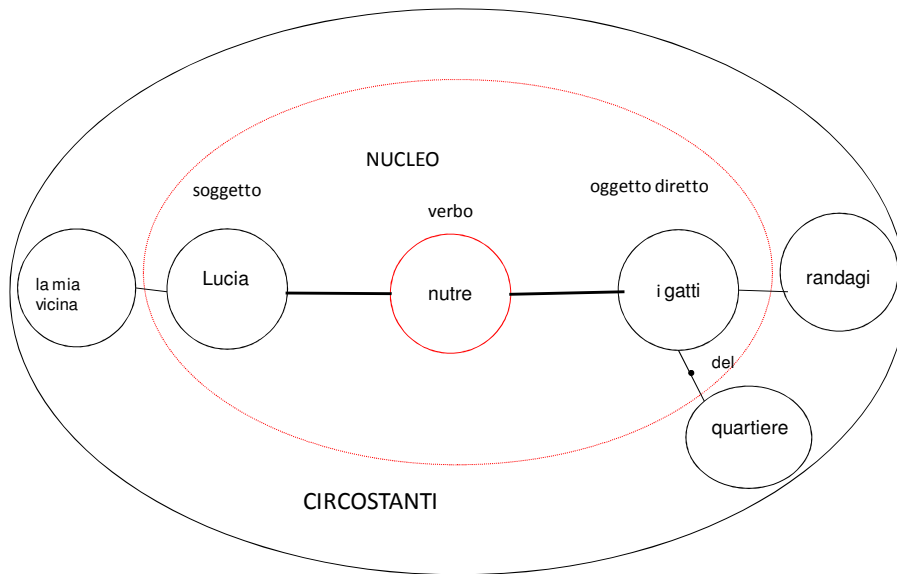 NUCLEO
soggetto
oggetto diretto
verbo
la mia
vicina
Lucia
nutre
i gatti
randagi
del
quartiere
CIRCOSTANTI